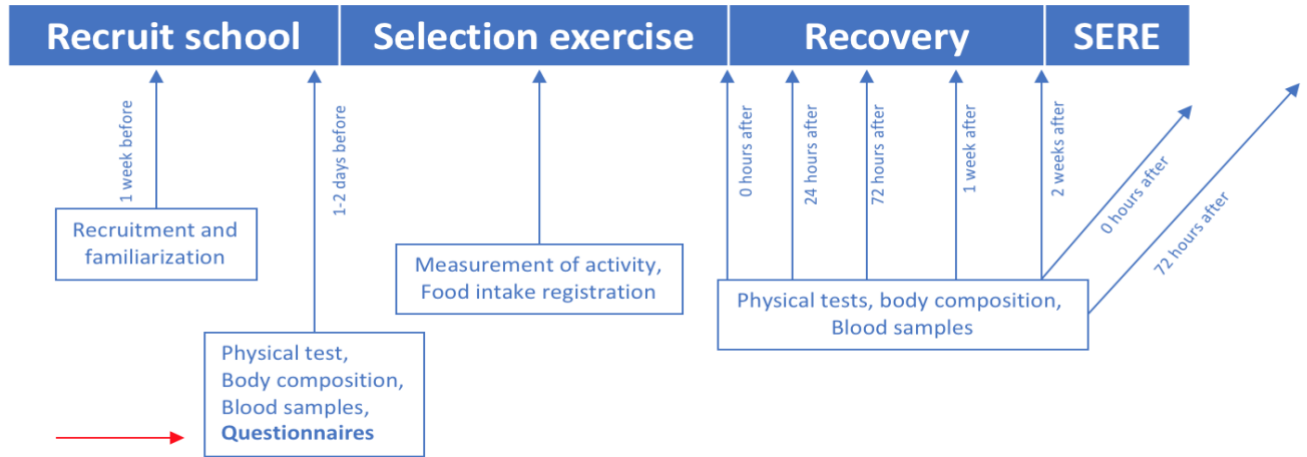 Recruit school
Selection exercise
Recovery
SERE
1 week before
1-2 days before
0 hours after
24 hours after
72 hours after
1 week after
2 weeks after
0 hours after
72 hours after
Recruitment and
familiarization
Measurement of activity,
Food intake registration
Physical tests, body composition,
Blood samples
Physical test,
Body composition,
Blood samples,
Questionnaires